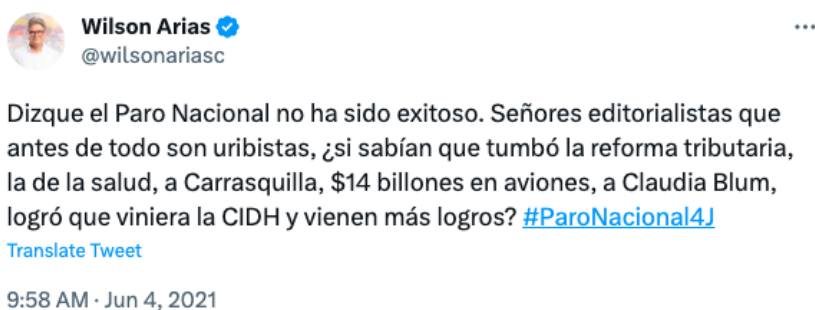 Wilson Arias
@wilsonariasc
Dizque el Paro Nacional no ha sido exitoso. Señores editorialistas que
antes de todo son uribistas, ¿si sabían que tumbó la reforma tributaria,
la de la salud, a Carrasquilla, $14 billones en aviones, a Claudia Blum,
logró que viniera la CIDH y vienen más logros? #ParoNacional4J
Translate Tweet
9:58 AM · Jun 4, 2021